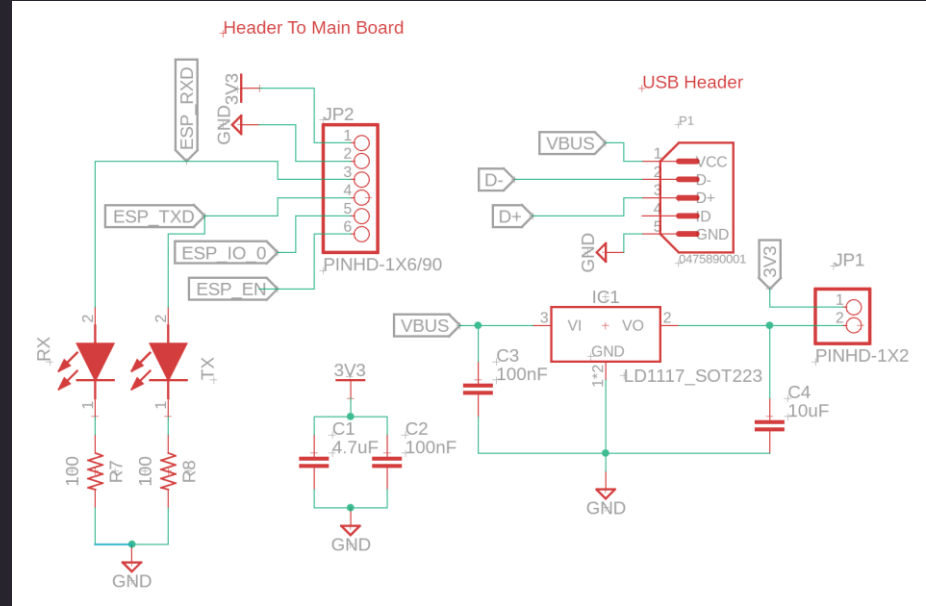 Header To Main Board
ESP_RXD
3V3
GND
JP2
1
2
3
4
5
6
ESP_TXD
ESP_IO_0
ESP_EN
PINHD-1X6/90
USB Header
P1
VBUS
D-
D+
GND
1 VCC
2 D-
3 D+
4 ID
5 GND
0475890001
3V3
JP1
1
2
PINHD-1X2
VBUS
IC1
3 VI VO 2
GND
1*2
LD1117_SOT223
C3
100nF
C4
10uF
GND
RX
2
1
TX
2
1
100
R7
100
R8
GND
3V3
C1
4.7uF
C2
100nF
GND